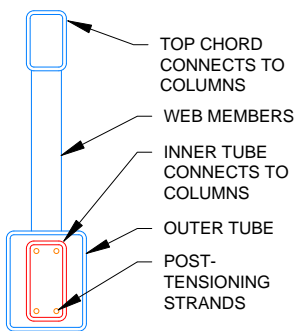 TOP CHORD
CONNECTS TO
COLUMNS
WEB MEMBERS
INNER TUBE
CONNECTS TO
COLUMNS
OUTER TUBE
POST-
TENSIONING
STRANDS